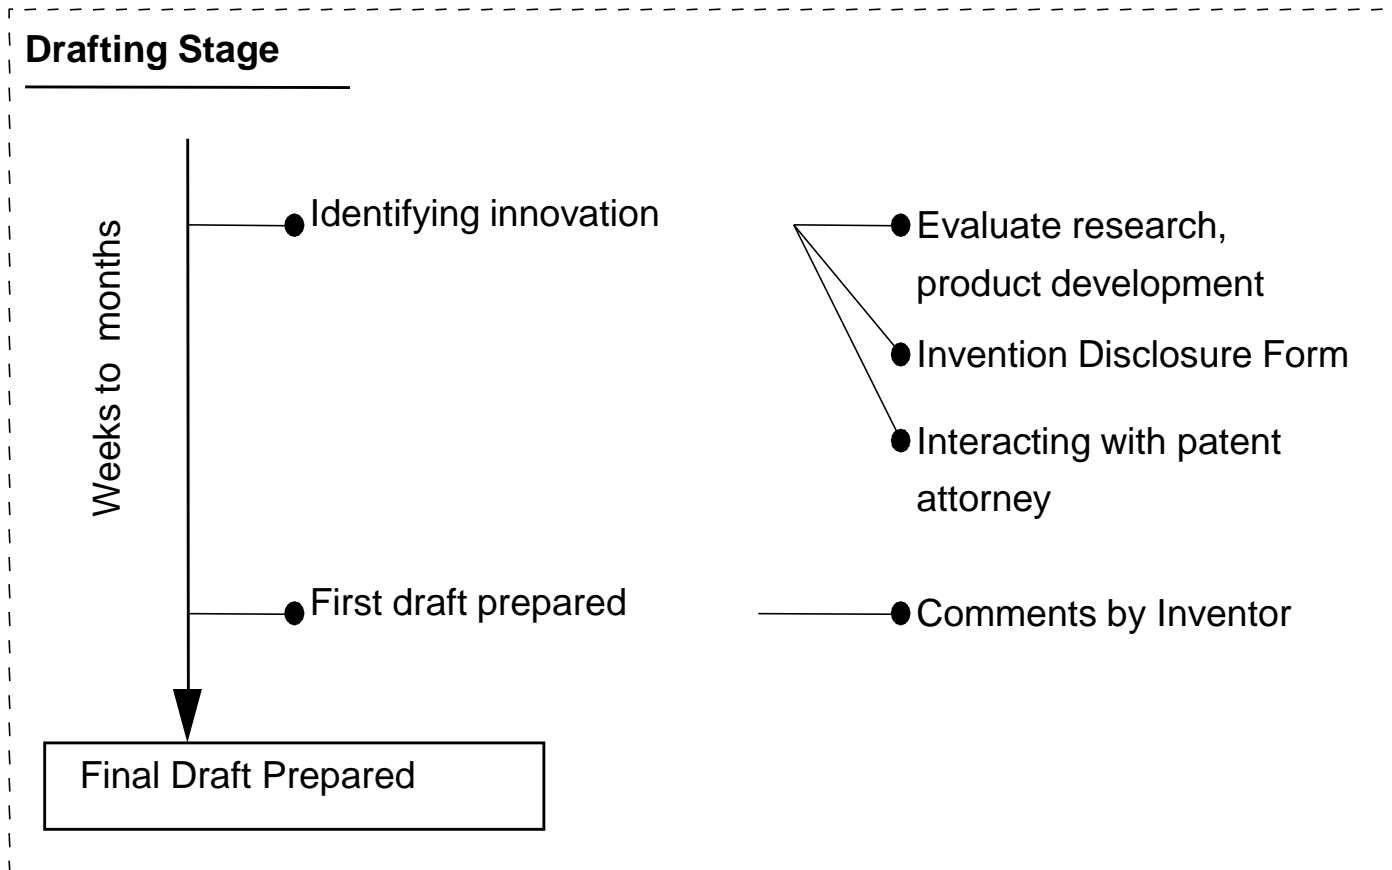 Drafting Stage
Weeks to months
Identifying innovation
Evaluate research,
product development
Invention Disclosure Form
Interacting with patent
attorney
First draft prepared
Comments by Inventor
Final Draft Prepared